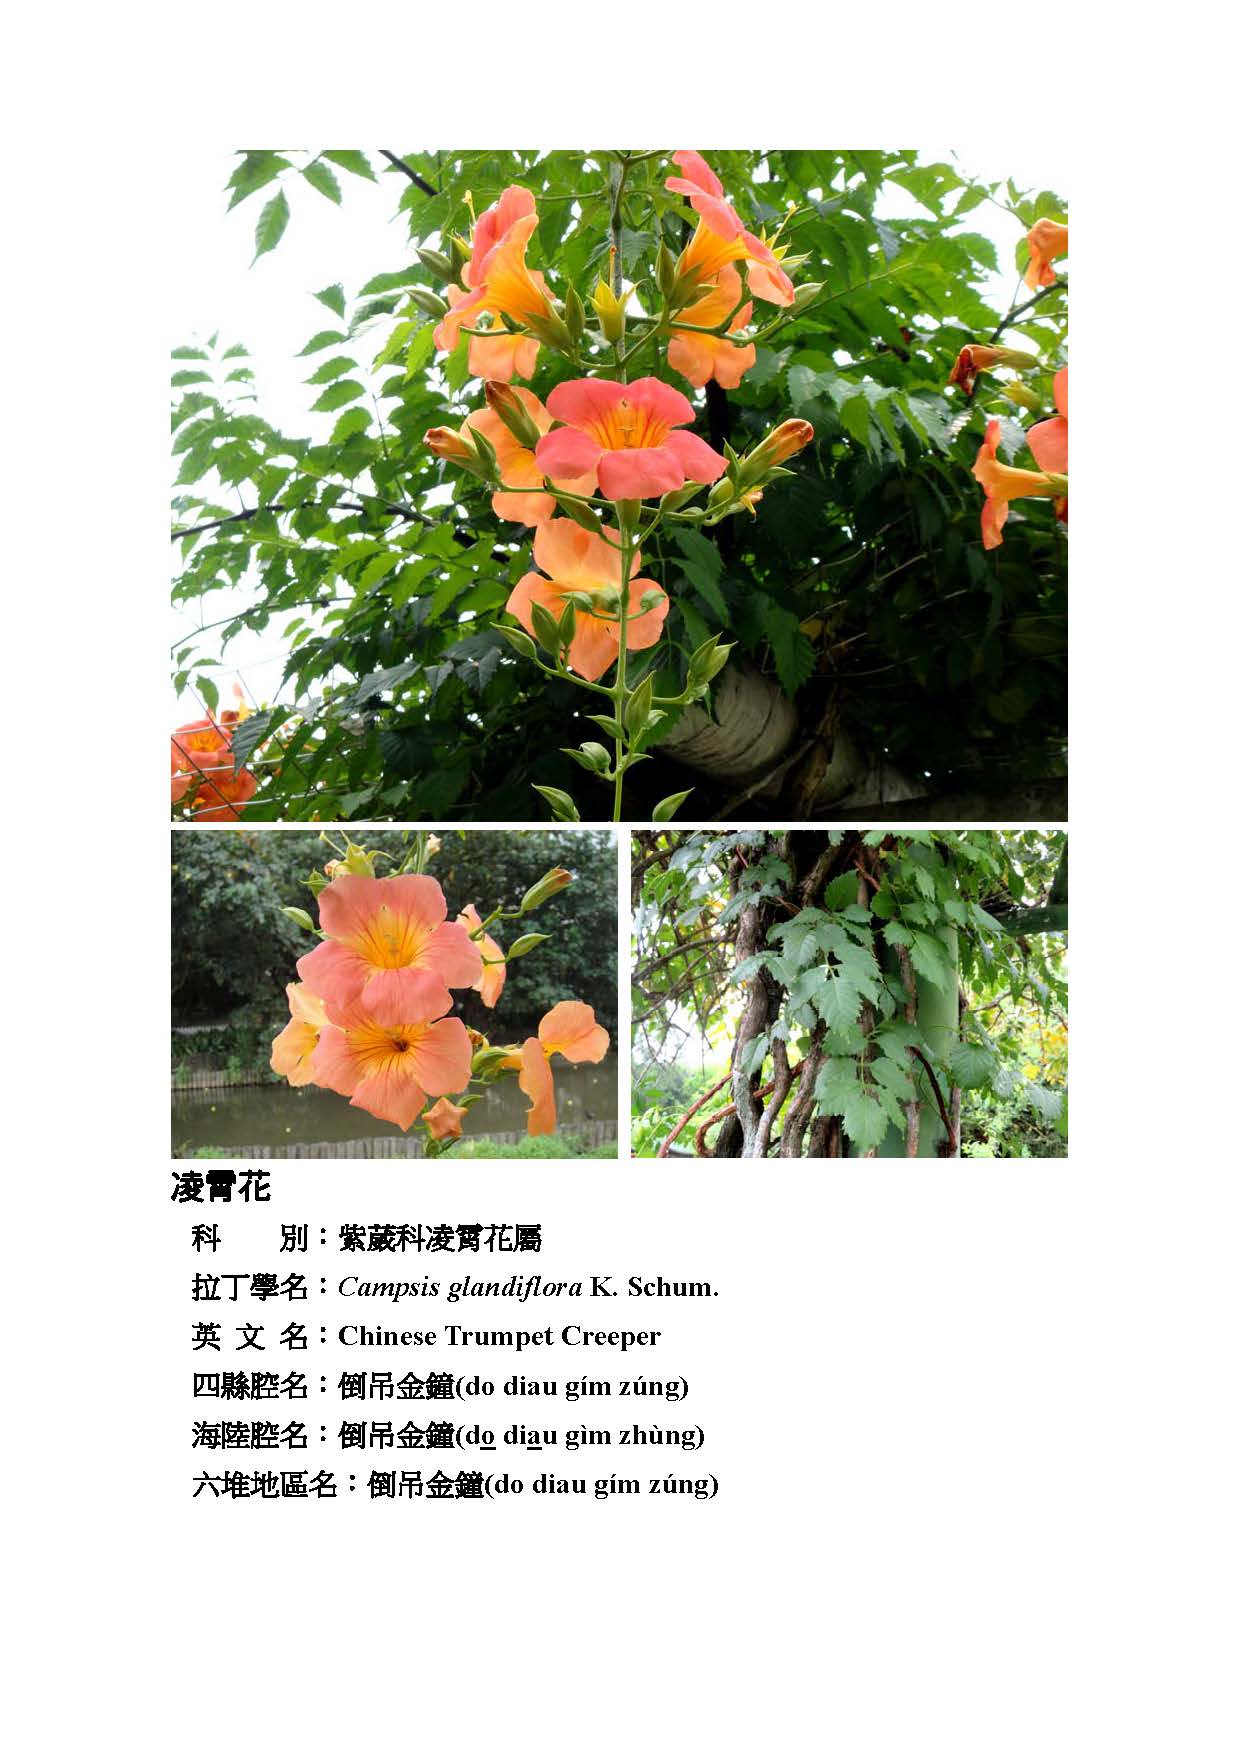 凌霄花
科　　別：紫葳科凌霄花屬
拉丁學名：Campsis glandiflora K. Schum.
英 文 名：Chinese Trumpet Creeper
四縣腔名：倒吊金鐘(do diau gím zúng)
海陸腔名：倒吊金鐘(do diau gìm zhùng)
六堆地區名：倒吊金鐘(do diau gím zúng)